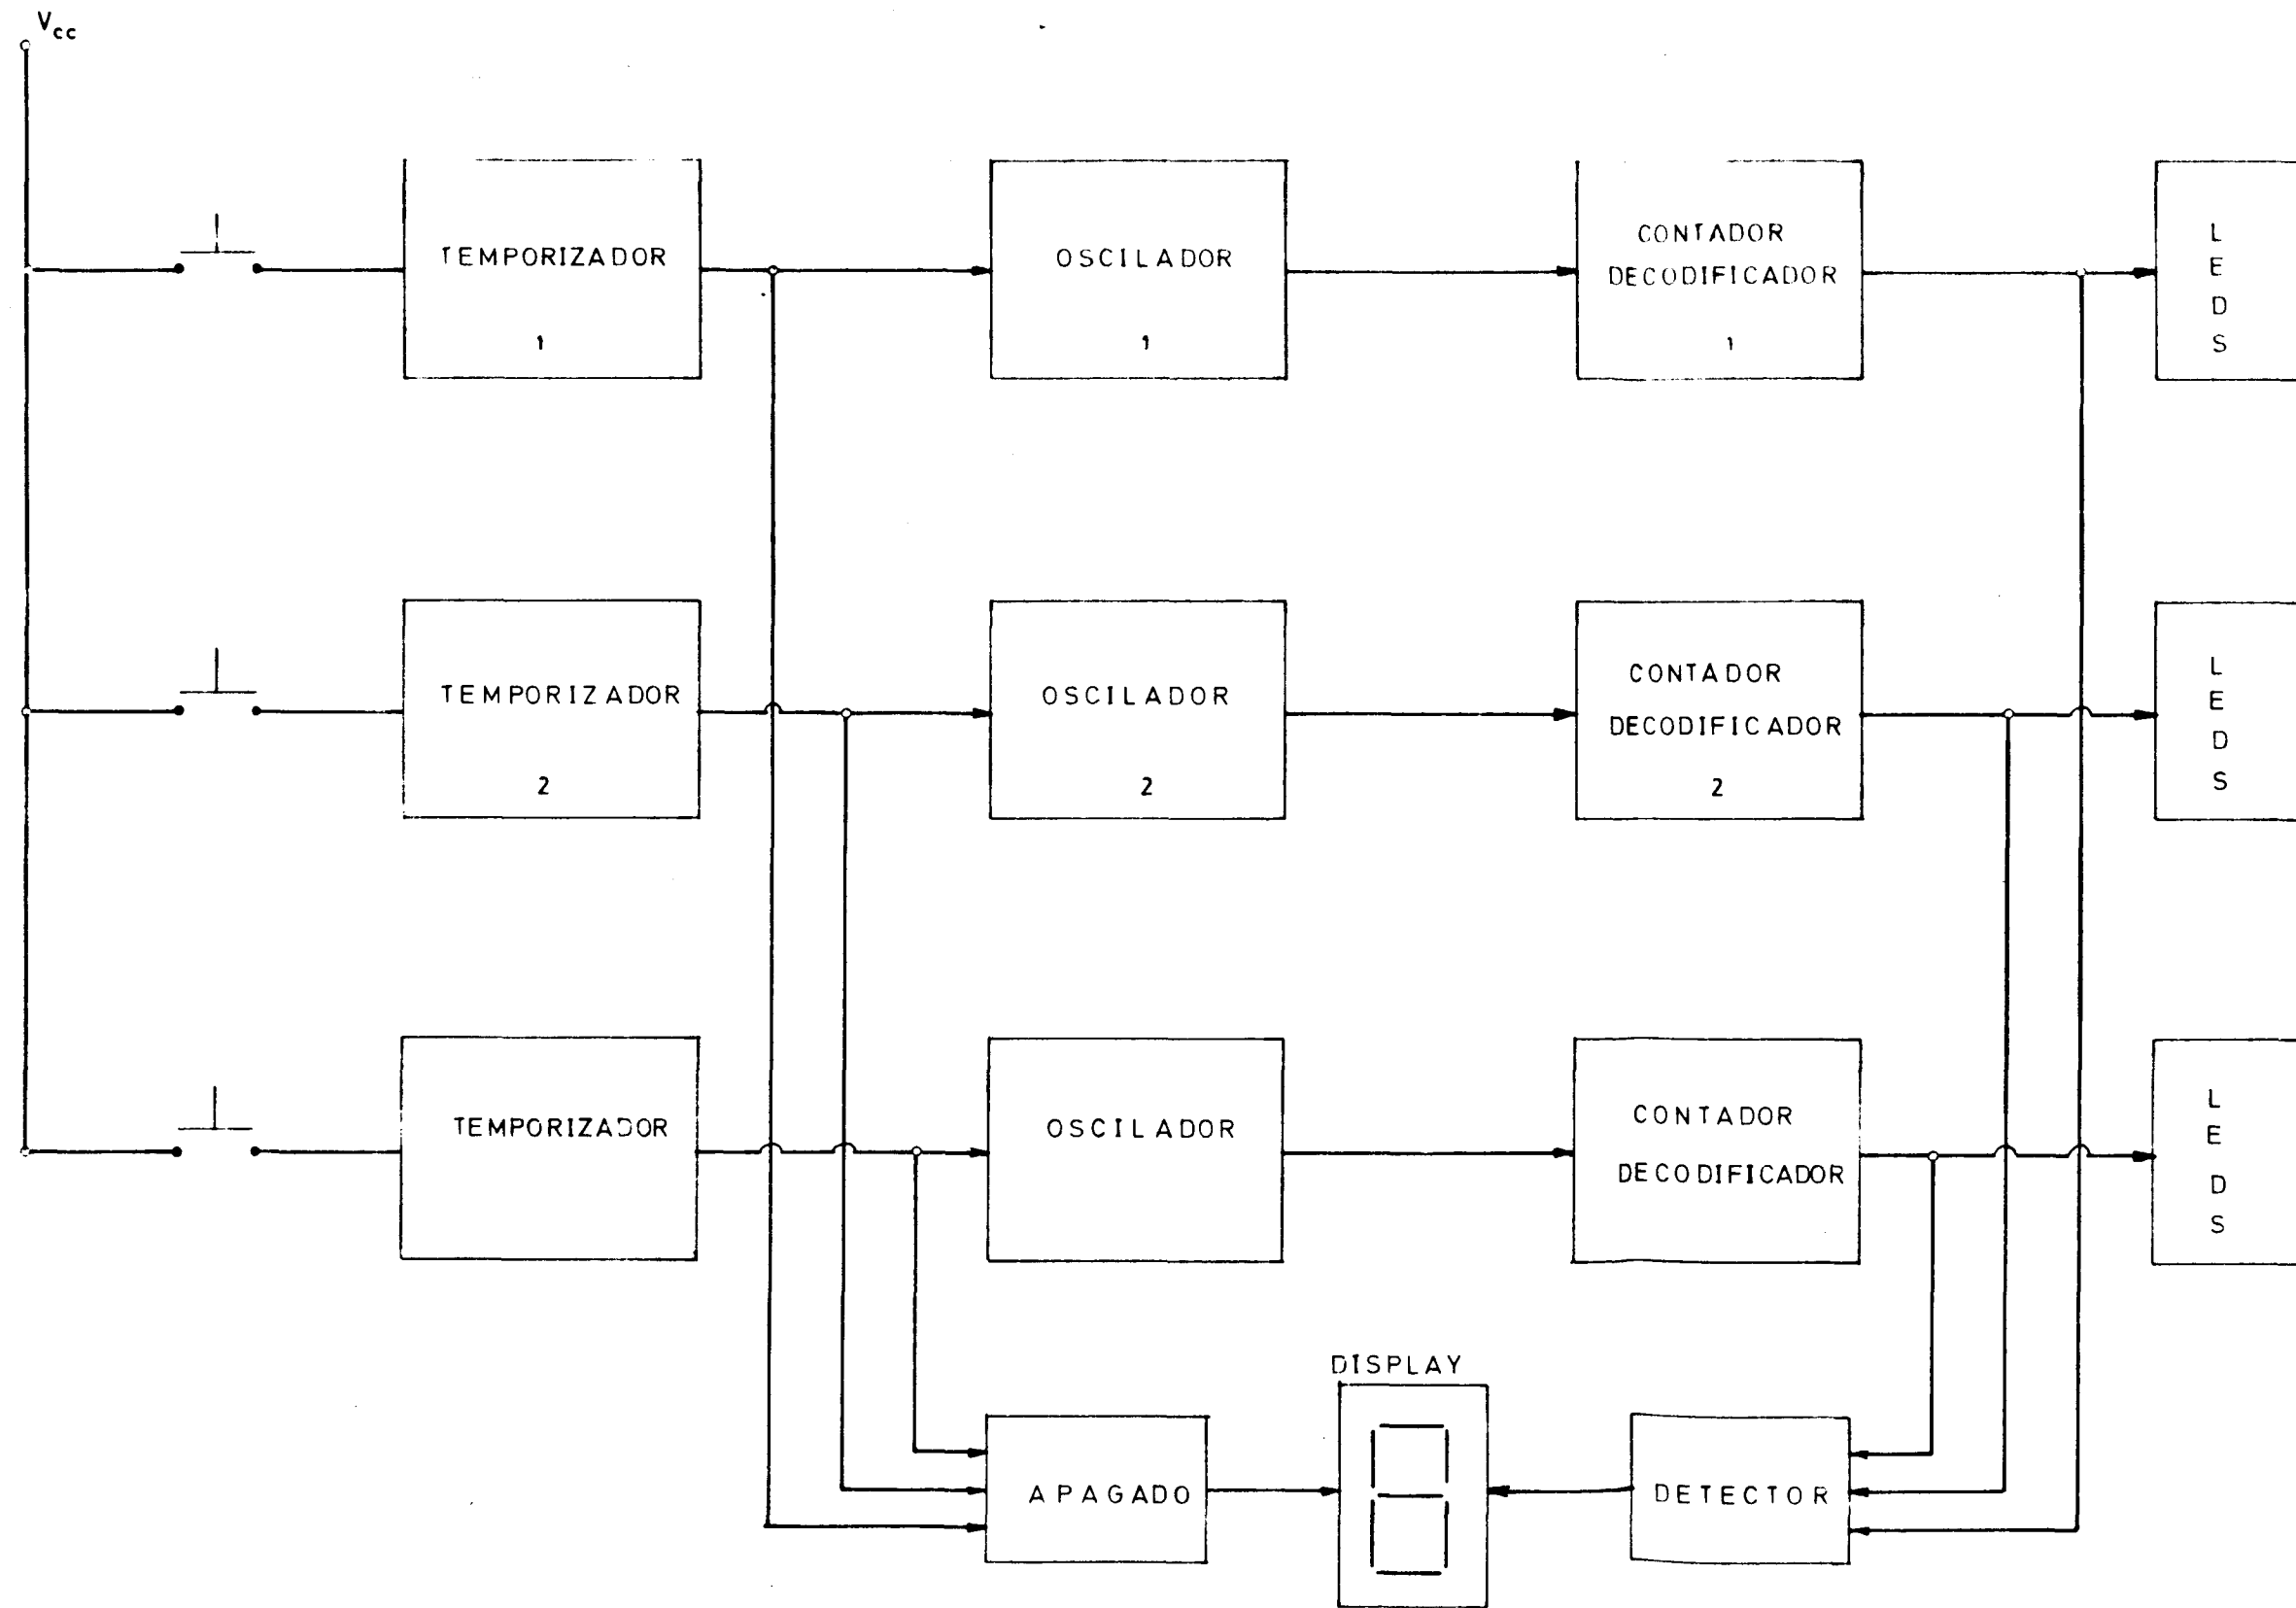 Vcc
TEMPORIZADOR
1
OSCILADOR
1
CONTADOR
DECODIFICADOR
1
L
E
D
S
TEMPORIZADOR
2
OSCILADOR
2
CONTADOR
DECODIFICADOR
2
L
E
D
S
TEMPORIZADOR
OSCILADOR
CONTADOR
DECODIFICADOR
L
E
D
S
DISPLAY
APAGADO
DETECTOR